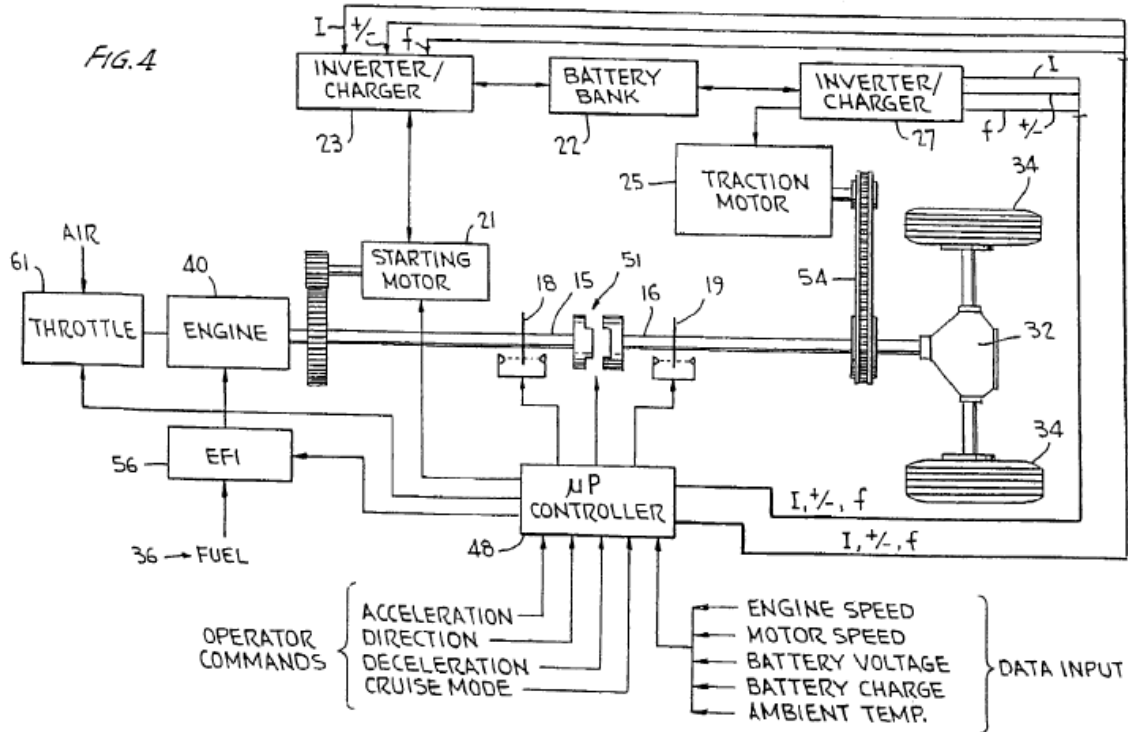 FIG. 4
I
+/-
f
INVERTER/
CHARGER
23
BATTERY
BANK
22
INVERTER/
CHARGER
27
I
+/-
f
25
TRACTION
MOTOR
34
AIR
61
THROTTLE
40
ENGINE
21
STARTING
MOTOR
18
15
51
16
19
54
32
34
56
EFI
36 → FUEL
μP
CONTROLLER
48
I, +/-, f
I, +/-, f
OPERATOR
COMMANDS
ACCELERATION
DIRECTION
DECELERATION
CRUISE MODE
ENGINE SPEED
MOTOR SPEED
BATTERY VOLTAGE
BATTERY CHARGE
AMBIENT TEMP.
DATA INPUT